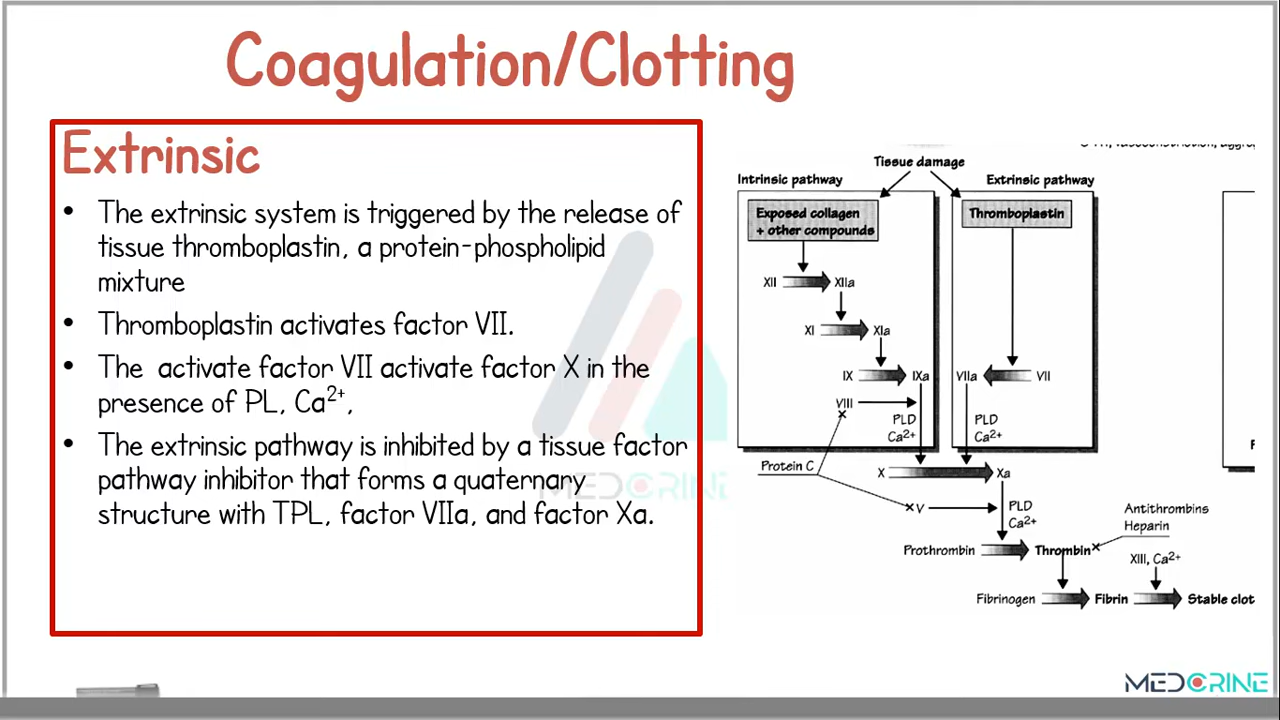 Coagulation/Clotting
Extrinsic
• The extrinsic system is triggered by the release of
tissue thromboplastin, a protein-phospholipid
mixture
• Thromboplastin activates factor VII.
• The activate factor VII activate factor X in the
presence of PL, Ca2+,
• The extrinsic pathway is inhibited by a tissue factor
pathway inhibitor that forms a quaternary
structure with TPL, factor VIIa, and factor Xa.
Tissue damage
Intrinsic pathway
Extrinsic pathway
Exposed collagen
+ other compounds
Thromboplastin
XII
XIIa
XI
XIa
IX
IXa
VIIa
VII
VIII
PLD
Ca2+
PLD
Ca2+
Protein C
X
Xa
V
PLD
Ca2+
Antithrombins
Heparin
Prothrombin
Thrombin
XIII, Ca2+
Fibrinogen
Fibrin
Stable clot
MEDCRINE
MEDCRINE